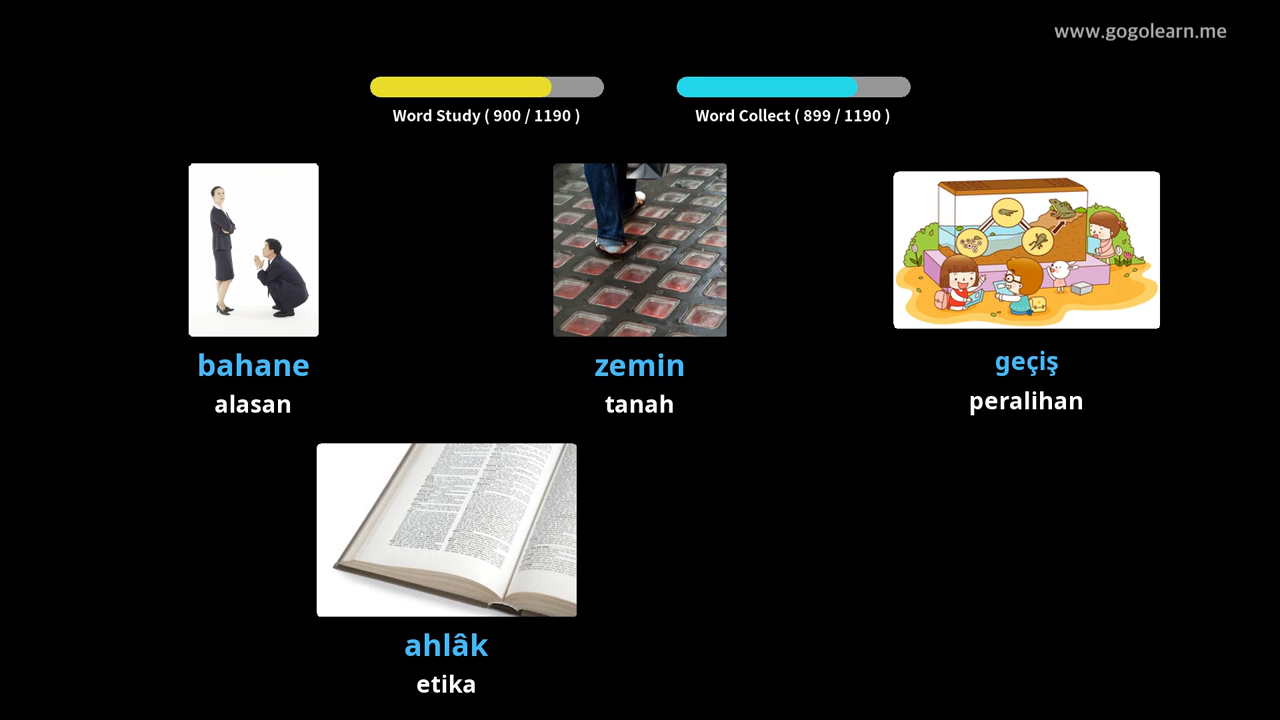 www.gogolearn.me
Word Study ( 900 / 1190 )
Word Collect ( 899 / 1190 )
bahane
alasan
zemin
tanah
geçiş
peralihan
ahlâk
etika